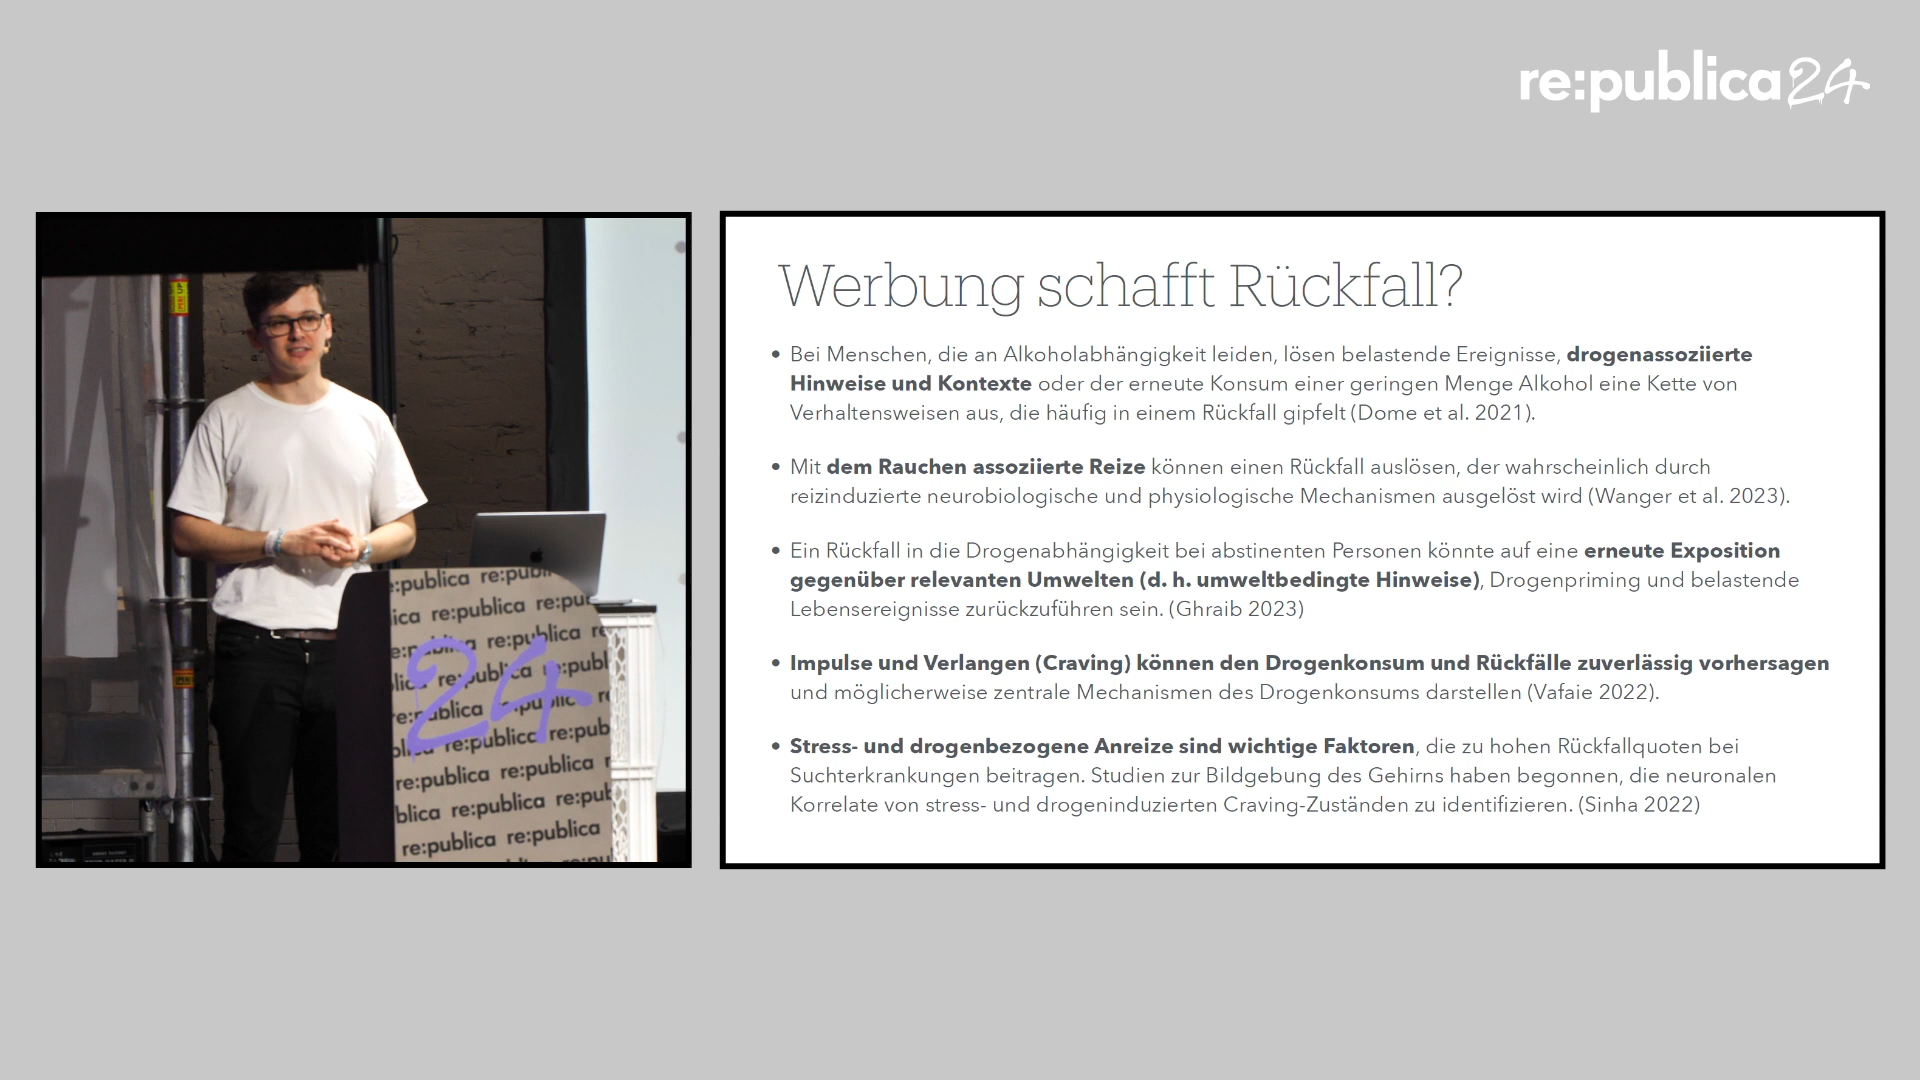 re:publica 24
Werbung schafft Rückfall?
• Bei Menschen, die an Alkoholabhängigkeit leiden, lösen belastende Ereignisse, drogenassoziierte
Hinweise und Kontexte oder der erneute Konsum einer geringen Menge Alkohol eine Kette von
Verhaltensweisen aus, die häufig in einem Rückfall gipfelt (Dome et al. 2021).
• Mit dem Rauchen assoziierte Reize können einen Rückfall auslösen, der wahrscheinlich durch
reizinduzierte neurobiologische und physiologische Mechanismen ausgelöst wird (Wanger et al. 2023).
• Ein Rückfall in die Drogenabhängigkeit bei abstinenten Personen könnte auf eine erneute Exposition
gegenüber relevanten Umwelten (d. h. umweltbedingte Hinweise), Drogenpriming und belastende
Lebensereignisse zurückzuführen sein. (Ghraib 2023)
• Impulse und Verlangen (Craving) können den Drogenkonsum und Rückfälle zuverlässig vorhersagen
und möglicherweise zentrale Mechanismen des Drogenkonsums darstellen (Vafaie 2022).
• Stress- und drogenbezogene Anreize sind wichtige Faktoren, die zu hohen Rückfallquoten bei
Suchterkrankungen beitragen. Studien zur Bildgebung des Gehirns haben begonnen, die neuronalen
Korrelate von stress- und drogeninduzierten Craving-Zuständen zu identifizieren. (Sinha 2022)
e:publica re:publi
ica re:publica re:pu
re:publica
24
re:publica re:publica
blica re:publica re:pub
re:publica re:publica